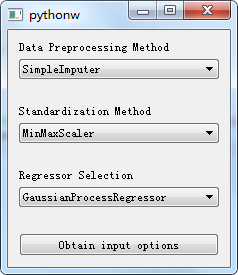 pythonw
Data Preprocessing Method
SimpleImputer
Standardization Method
MinMaxScaler
Regressor Selection
GaussianProcessRegressor
Obtain input options